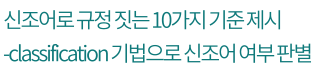 신조어로 규정 짓는 10가지 기준 제시
-classification 기법으로 신조어 여부 판별